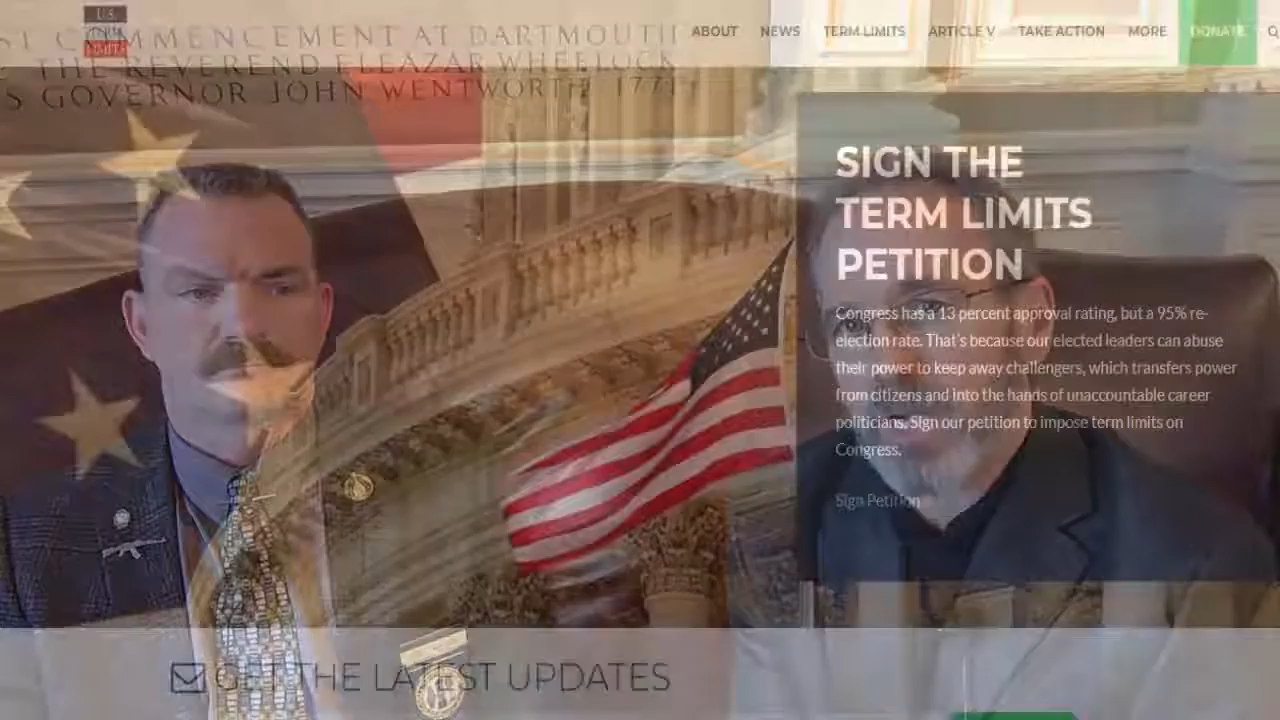 U.S.
TERM
LIMITS
ABOUT NEWS TERM LIMITS ARTICLE V TAKE ACTION MORE DONATE
ST COMMENCEMENT AT DARTMOUTH
THE REVEREND ELEAZAR WHEELOCK
S GOVERNOR JOHN WENTWORTH 1771
SIGN THE
TERM LIMITS
PETITION
Congress has a 13 percent approval rating, but a 95% re-
election rate. That's because our elected leaders can abuse
their power to keep away challengers, which transfers power
from citizens and into the hands of unaccountable career
politicians. Sign our petition to impose term limits on
Congress.
Sign Petition
GET THE LATEST UPDATES